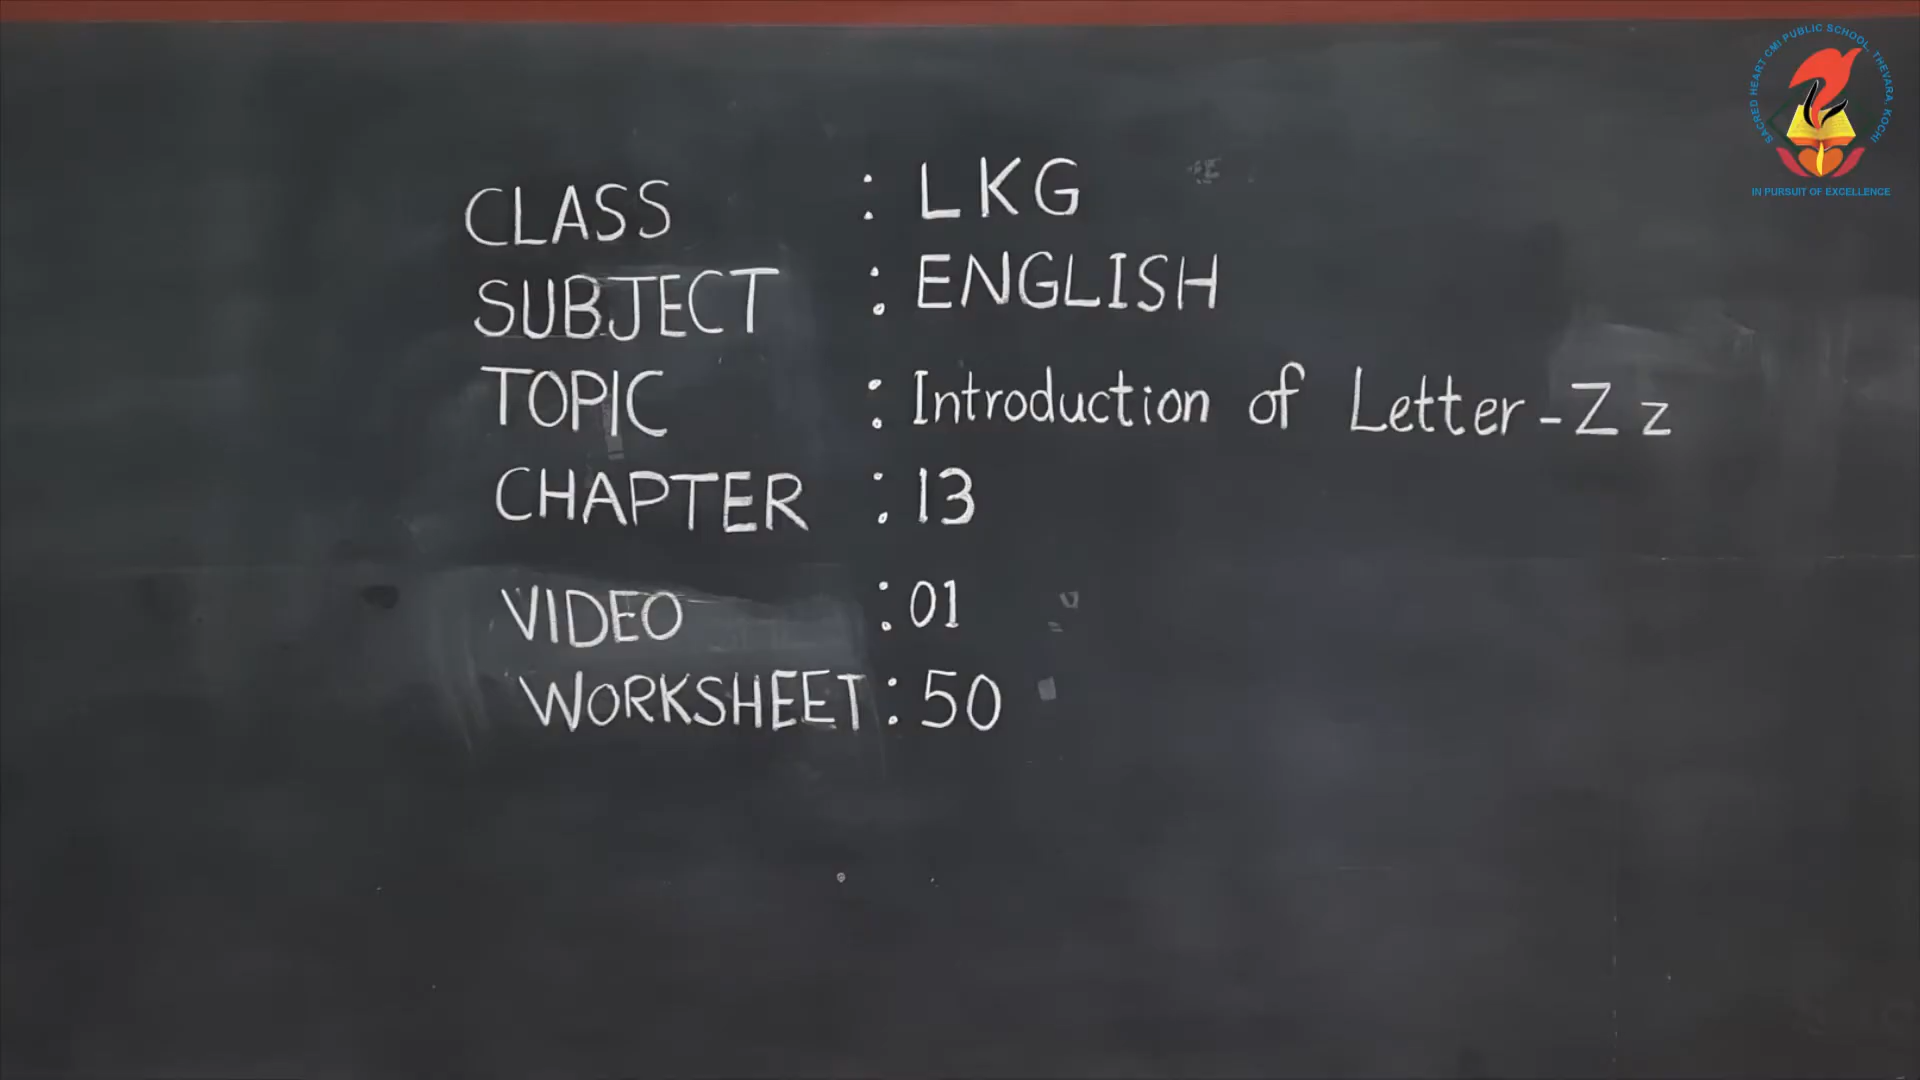 SACRED HEART CMI PUBLIC SCHOOL, THEVARA, KOCHI
IN PURSUIT OF EXCELLENCE
CLASS : LKG
SUBJECT : ENGLISH
TOPIC : Introduction of Letter - Z z
CHAPTER : 13
VIDEO : 01
WORKSHEET : 50